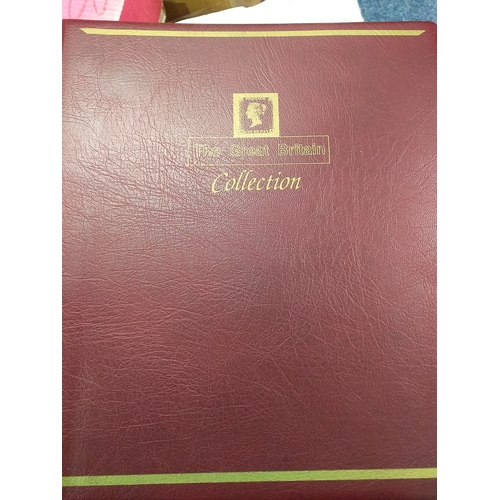 The Great Britain
Collection